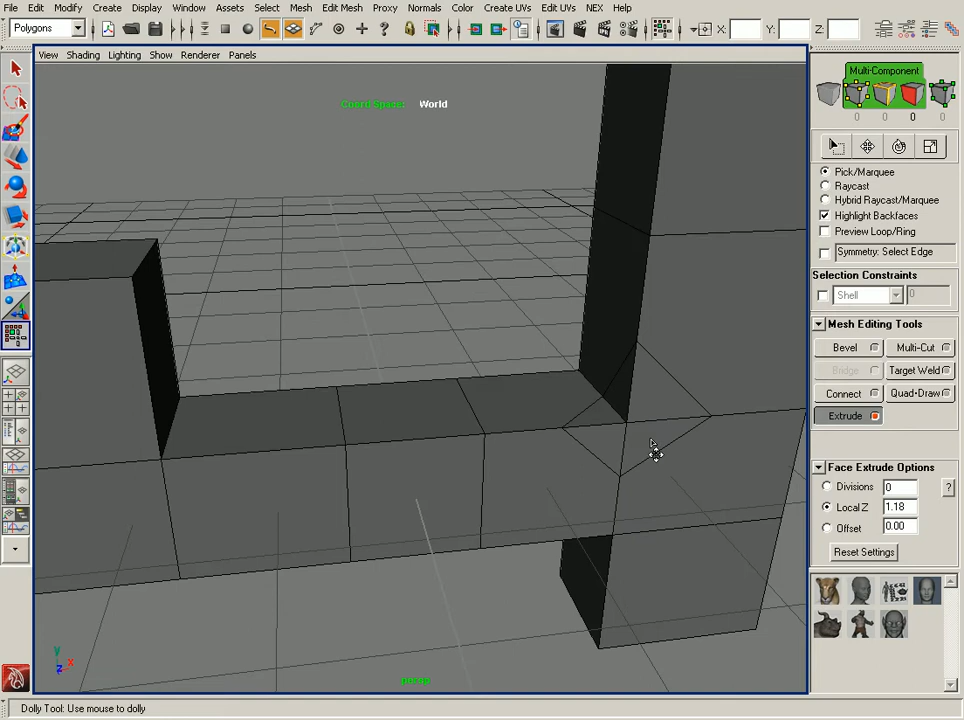 File Edit Modify Create Display Window Assets Select Mesh Edit Mesh Proxy Normals Color Create UVs Edit UVs NEX Help
Polygons X: Y: Z:
View Shading Lighting Show Renderer Panels
Multi-Component
Coord Space: World
0 0 0 0
Pick/Marquee
Raycast
Hybrid Raycast/Marquee
Highlight Backfaces
Preview Loop/Ring
Symmetry: Select Edge
Selection Constraints
Shell 0
Mesh Editing Tools
Bevel Multi-Cut
Bridge Target Weld
Connect Quad-Draw
Extrude
Face Extrude Options
Divisions 0 ?
Local Z 1.18
Offset 0.00
Reset Settings
y
x
z
persp
Dolly Tool: Use mouse to dolly